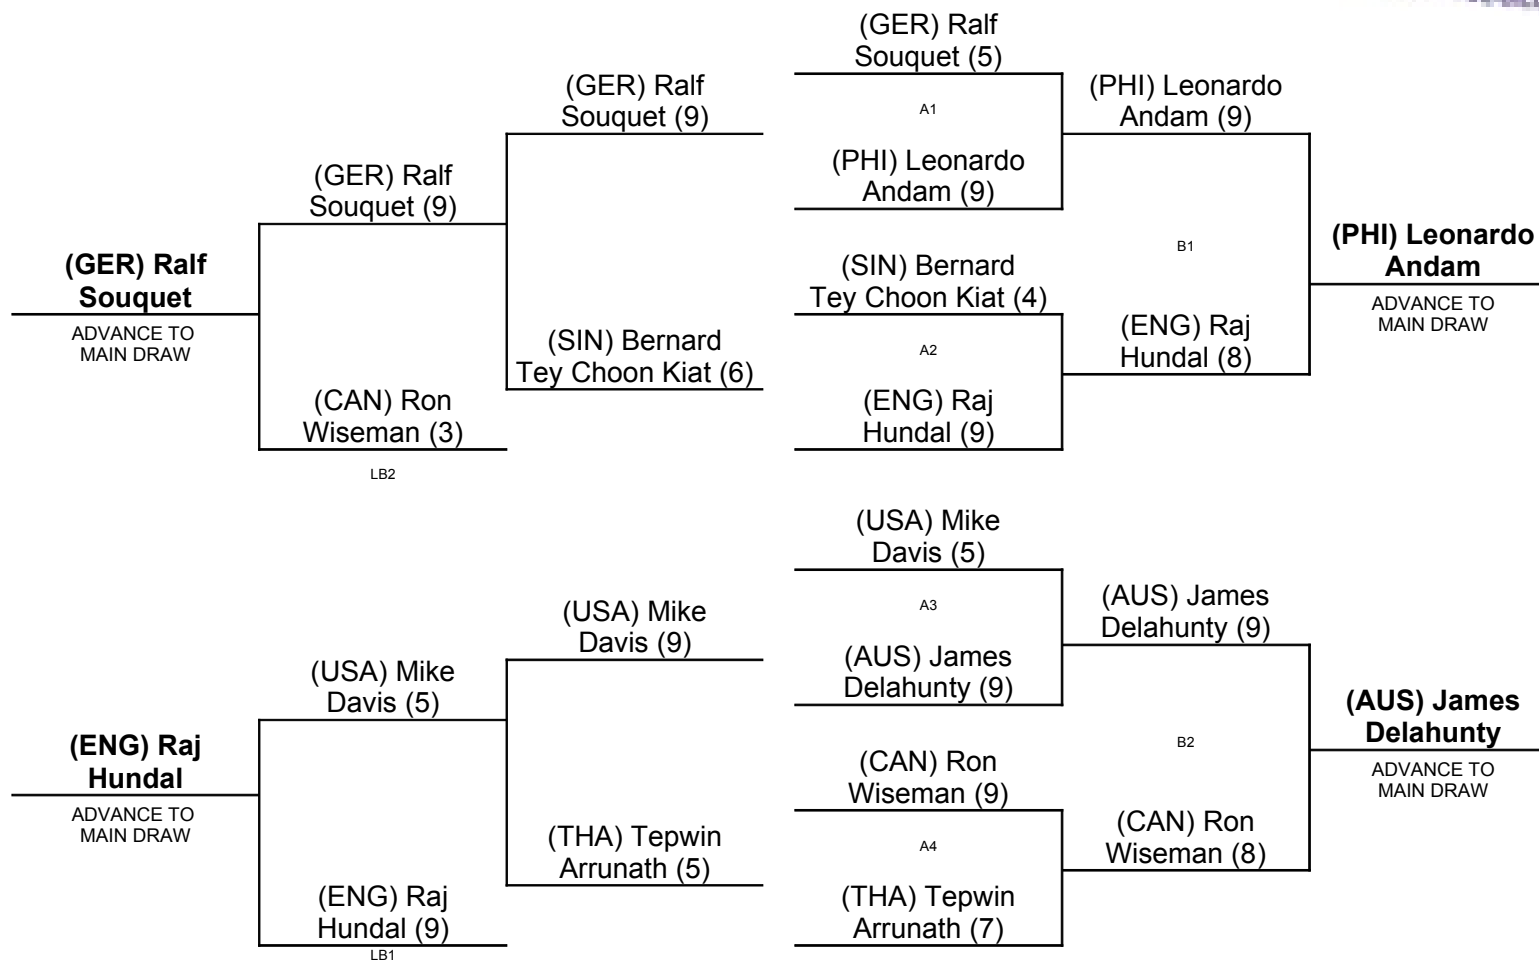 (GER) Ralf
Souquet (5)
(GER) Ralf
Souquet (9)
A1
(PHI) Leonardo
Andam (9)
(PHI) Leonardo
Andam (9)
(GER) Ralf
Souquet (9)
(GER) Ralf
Souquet
ADVANCE TO
MAIN DRAW
(SIN) Bernard
Tey Choon Kiat (4)
B1
(PHI) Leonardo
Andam
ADVANCE TO
MAIN DRAW
(SIN) Bernard
Tey Choon Kiat (6)
A2
(ENG) Raj
Hundal (8)
(CAN) Ron
Wiseman (3)
LB2
(ENG) Raj
Hundal (9)
(USA) Mike
Davis (5)
(USA) Mike
Davis (9)
A3
(AUS) James
Delahunty (9)
(USA) Mike
Davis (5)
(AUS) James
Delahunty (9)
(ENG) Raj
Hundal
ADVANCE TO
MAIN DRAW
(CAN) Ron
Wiseman (9)
B2
(AUS) James
Delahunty
ADVANCE TO
MAIN DRAW
(THA) Tepwin
Arrunath (5)
A4
(CAN) Ron
Wiseman (8)
(ENG) Raj
Hundal (9)
LB1
(THA) Tepwin
Arrunath (7)